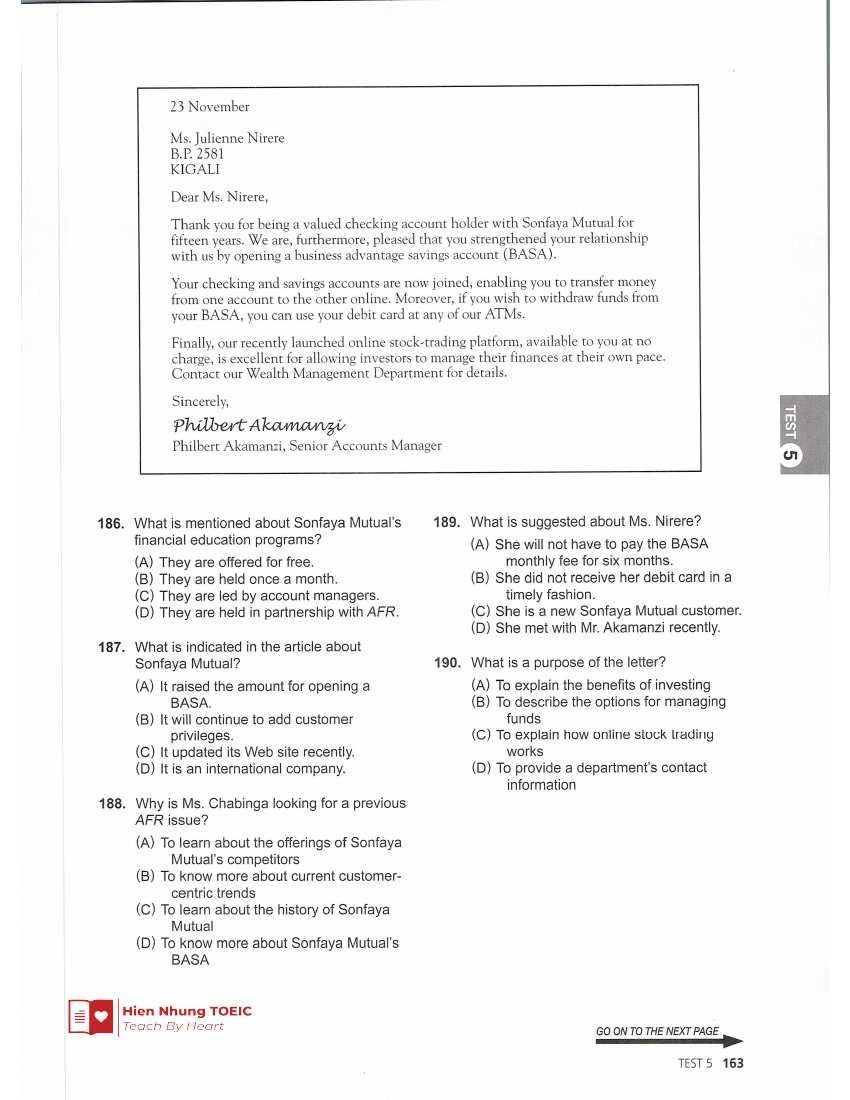 23 November
Ms. Julienne Nirere
B.P. 2581
KIGALI
Dear Ms. Nirere,
Thank you for being a valued checking account holder with Sonfaya Mutual for
fifteen years. We are, furthermore, pleased that you strengthened your relationship
with us by opening a business advantage savings account (BASA).
Your checking and savings accounts are now joined, enabling you to transfer money
from one account to the other online. Moreover, if you wish to withdraw funds from
your BASA, you can use your debit card at any of our ATMs.
Finally, our recently launched online stock-trading platform, available to you at no
charge, is excellent for allowing investors to manage their finances at their own pace.
Contact our Wealth Management Department for details.
Sincerely,
Philbert Akamanzi
Philbert Akamanzi, Senior Accounts Manager
TEST 5
186. What is mentioned about Sonfaya Mutual's
financial education programs?
(A) They are offered for free.
(B) They are held once a month.
(C) They are led by account managers.
(D) They are held in partnership with AFR.
187. What is indicated in the article about
Sonfaya Mutual?
(A) It raised the amount for opening a
BASA.
(B) It will continue to add customer
privileges.
(C) It updated its Web site recently.
(D) It is an international company.
188. Why is Ms. Chabinga looking for a previous
AFR issue?
(A) To learn about the offerings of Sonfaya
Mutual's competitors
(B) To know more about current customer-
centric trends
(C) To learn about the history of Sonfaya
Mutual
(D) To know more about Sonfaya Mutual's
BASA
189. What is suggested about Ms. Nirere?
(A) She will not have to pay the BASA
monthly fee for six months.
(B) She did not receive her debit card in a
timely fashion.
(C) She is a new Sonfaya Mutual customer.
(D) She met with Mr. Akamanzi recently.
190. What is a purpose of the letter?
(A) To explain the benefits of investing
(B) To describe the options for managing
funds
(C) To explain how online stock trading
works
(D) To provide a department's contact
information
Hien Nhung TOEIC
Teach By Heart
GO ON TO THE NEXT PAGE
TEST 5 163